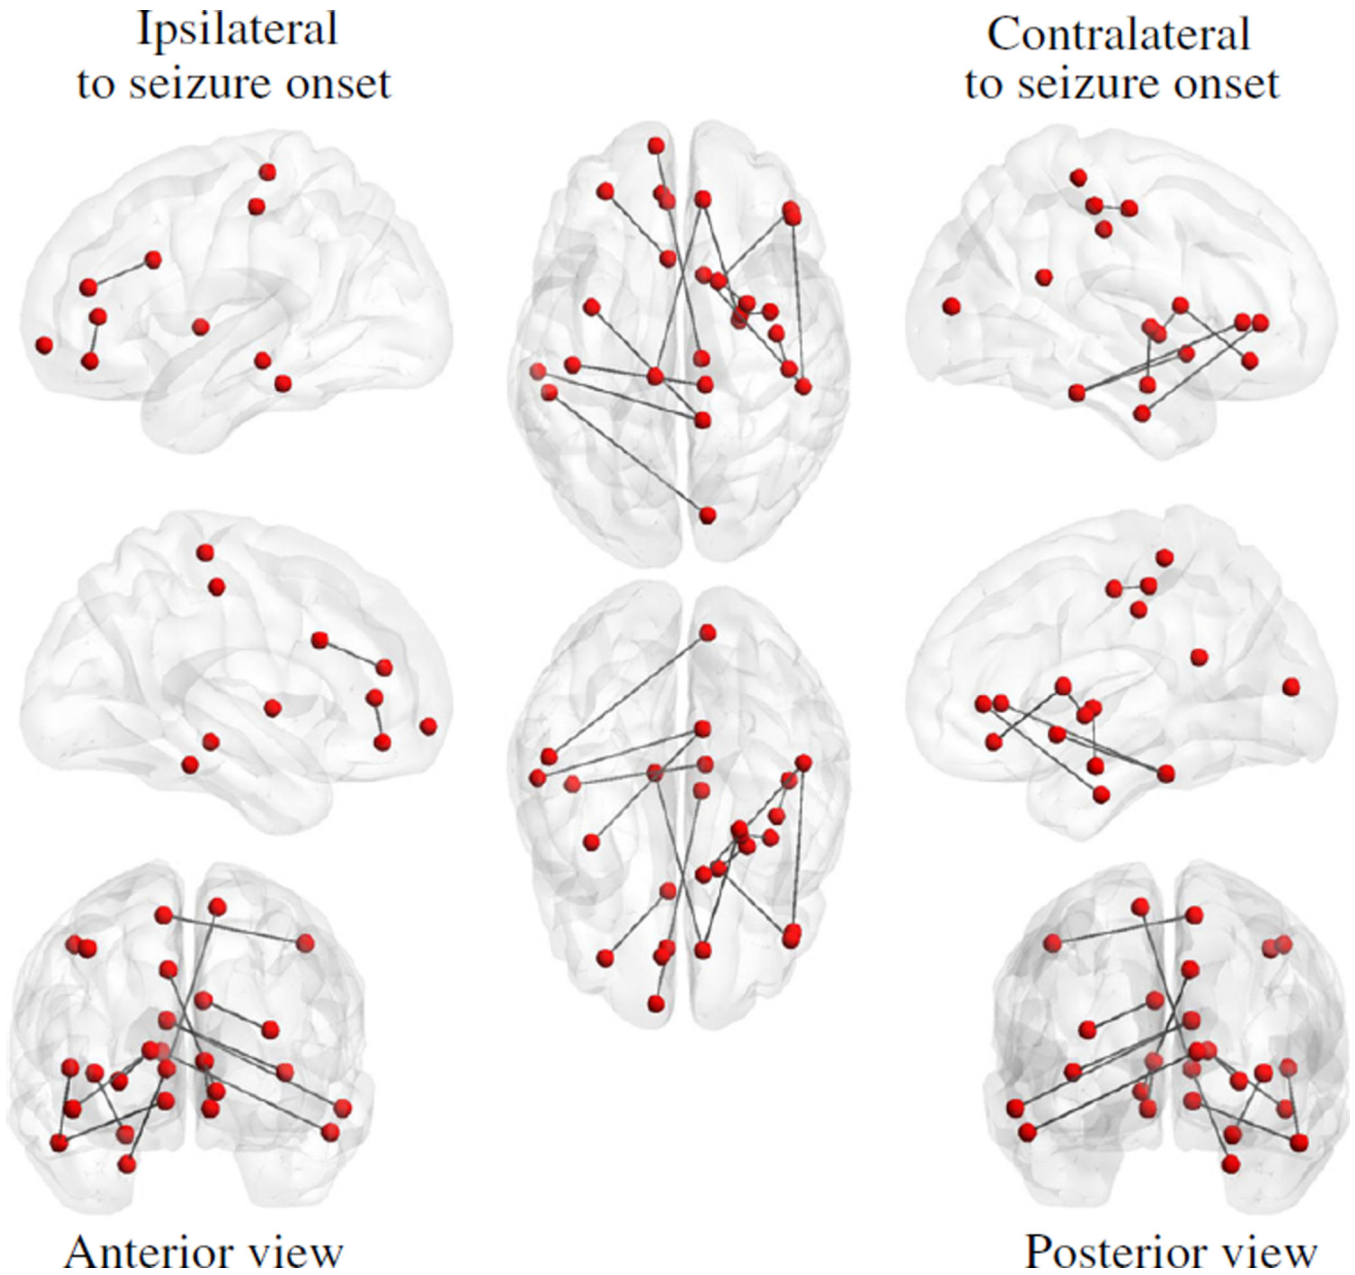 Ipsilateral
to seizure onset
Contralateral
to seizure onset
Anterior view
Posterior view